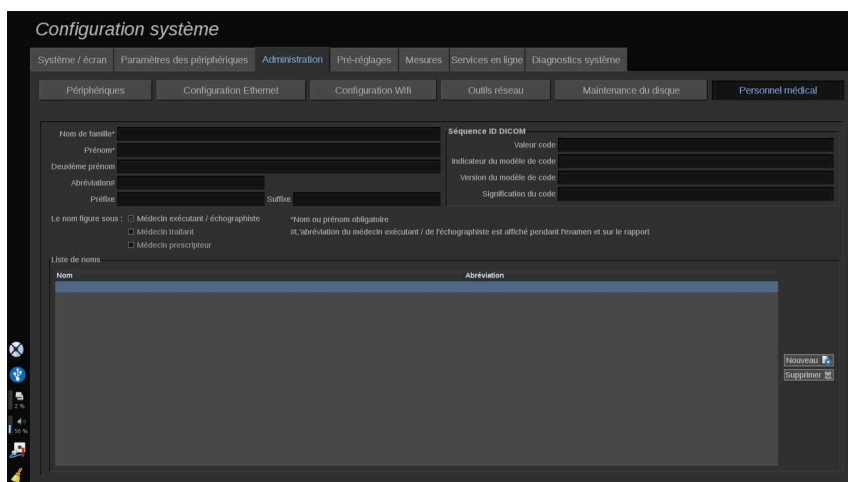 Configuration système
Système / écran Paramètres des périphériques Administration Pré-réglages Mesures Services en ligne Diagnostics système
Périphériques Configuration Ethernet Configuration Wifi Outils réseau Maintenance du disque Personnel médical
Nom de famille*
Prénom*
Deuxième prénom
Abréviation#
Préfixe Suffixe
Séquence ID DICOM
Valeur code
Indicateur du modèle de code
Version du modèle de code
Signification du code
Le nom figure sous : Médecin exécutant / échographiste
Médecin traitant
Médecin prescripteur
*Nom ou prénom obligatoire
#L'abréviation du médecin exécutant / de l'échographiste est affiché pendant l'examen et sur le rapport
Liste de noms
Nom Abréviation
Nouveau
Supprimer
2 %
50 %